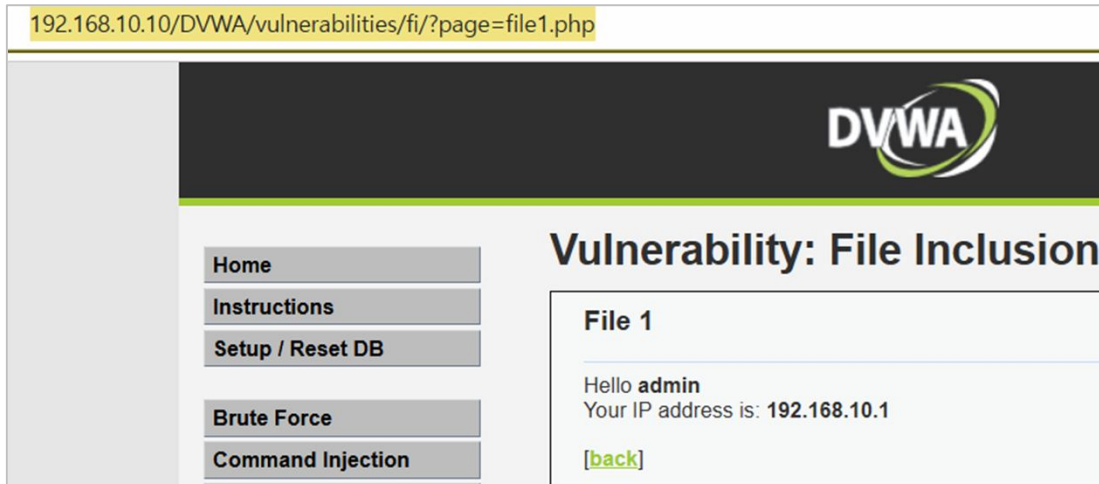 192.168.10.10/DVWA/vulnerabilities/fi/?page=file1.php
DVWA
Home
Instructions
Setup / Reset DB
Brute Force
Command Injection
Vulnerability: File Inclusion
File 1
Hello admin
Your IP address is: 192.168.10.1
[back]